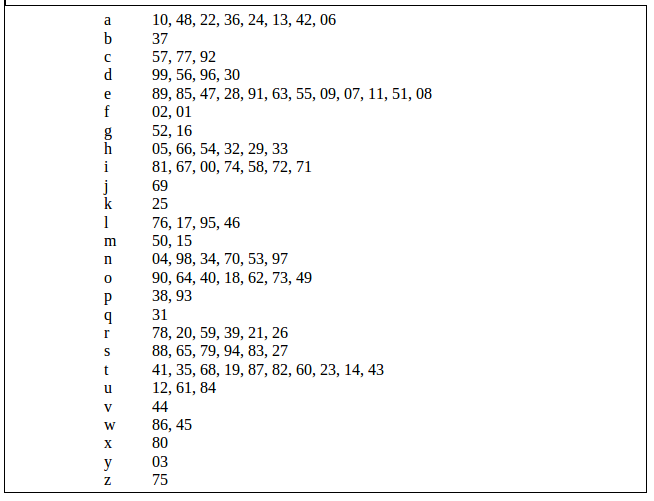 a 10, 48, 22, 36, 24, 13, 42, 06
b 37
c 57, 77, 92
d 99, 56, 96, 30
e 89, 85, 47, 28, 91, 63, 55, 09, 07, 11, 51, 08
f 02, 01
g 52, 16
h 05, 66, 54, 32, 29, 33
i 81, 67, 00, 74, 58, 72, 71
j 69
k 25
l 76, 17, 95, 46
m 50, 15
n 04, 98, 34, 70, 53, 97
o 90, 64, 40, 18, 62, 73, 49
p 38, 93
q 31
r 78, 20, 59, 39, 21, 26
s 88, 65, 79, 94, 83, 27
t 41, 35, 68, 19, 87, 82, 60, 23, 14, 43
u 12, 61, 84
v 44
w 86, 45
x 80
y 03
z 75